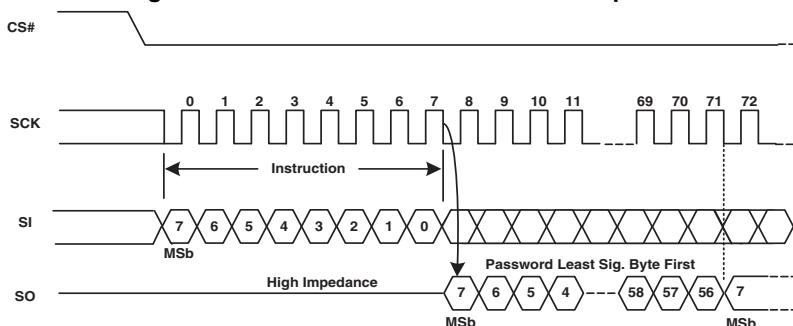 CS#
0 1 2 3 4 5 6 7 8 9 10 11 69 70 71 72
SCK
Instruction
SI 7 6 5 4 3 2 1 0
MSb
High Impedance Password Least Sig. Byte First
SO 7 6 5 4 58 57 56 7
MSb MSb